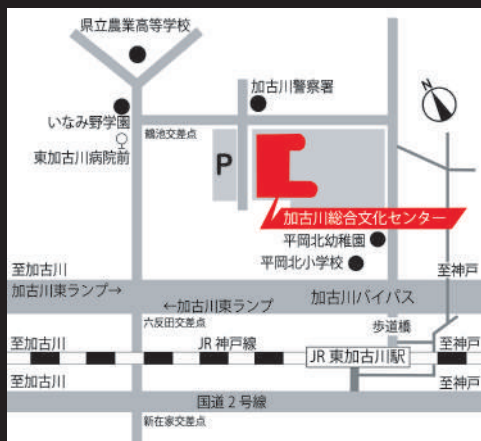 県立農業高等学校
N
加古川警察署
いなみ野学園
鶴池交差点
東加古川病院前
P
加古川総合文化センター
平岡北幼稚園
平岡北小学校
至加古川
至神戸
加古川東ランプ→
←加古川東ランプ
加古川バイパス
六反田交差点
歩道橋
至加古川
JR 神戸線
JR 東加古川駅
至神戸
至加古川
至神戸
国道2号線
新在家交差点